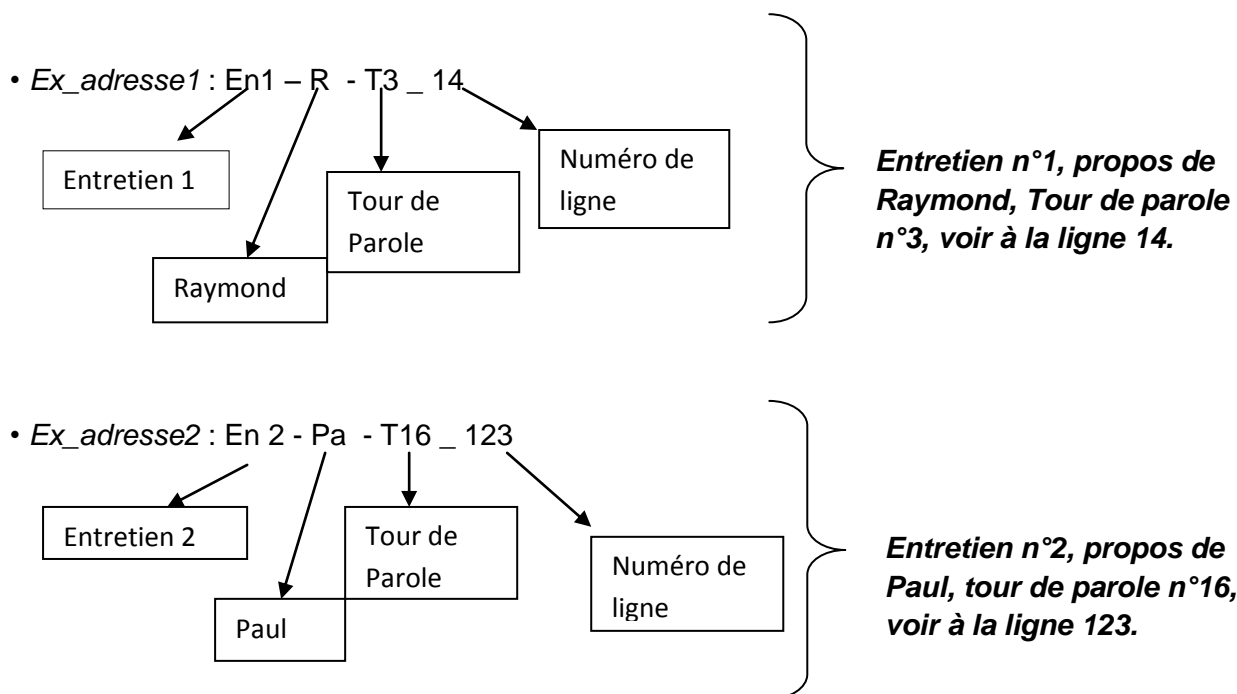 • Ex_adresse1 : En1 – R - T3 _ 14
Entretien 1
Raymond
Tour de
Parole
Numéro de
ligne
Entretien n°1, propos de
Raymond, Tour de parole
n°3, voir à la ligne 14.
• Ex_adresse2 : En 2 - Pa - T16 _ 123
Entretien 2
Paul
Tour de
Parole
Numéro de
ligne
Entretien n°2, propos de
Paul, tour de parole n°16,
voir à la ligne 123.